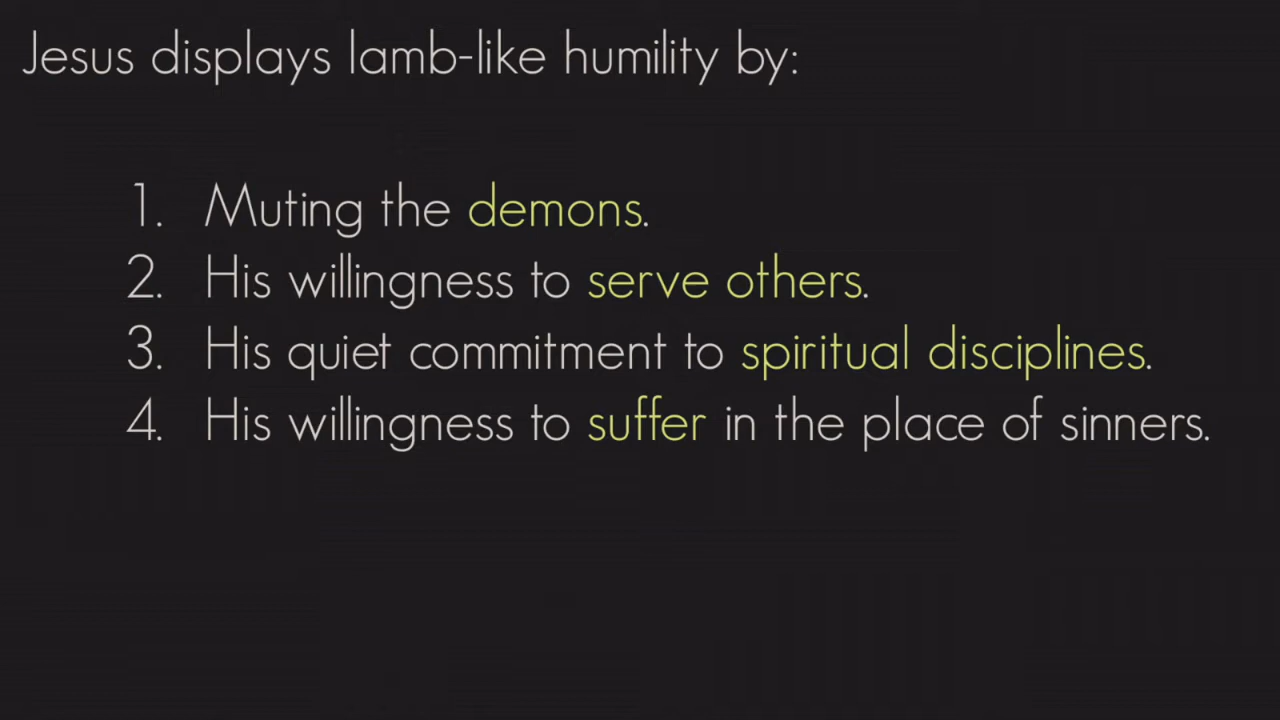 Jesus displays lamb-like humility by:
1. Muting the demons.
2. His willingness to serve others.
3. His quiet commitment to spiritual disciplines.
4. His willingness to suffer in the place of sinners.